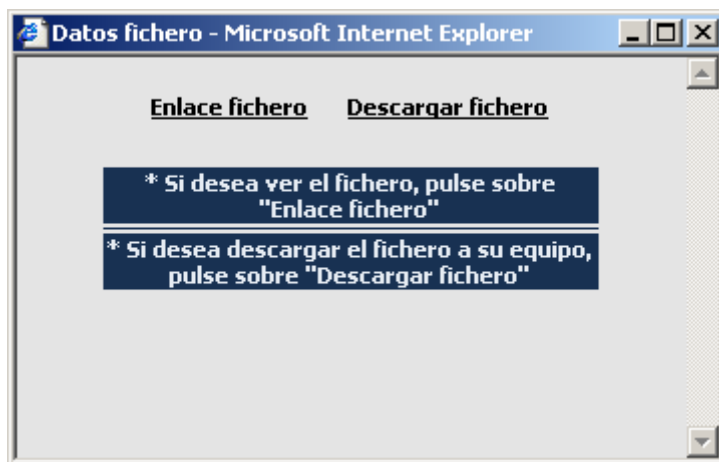 Datos fichero - Microsoft Internet Explorer
Enlace fichero Descargar fichero
* Si desea ver el fichero, pulse sobre
"Enlace fichero"
* Si desea descargar el fichero a su equipo,
pulse sobre "Descargar fichero"